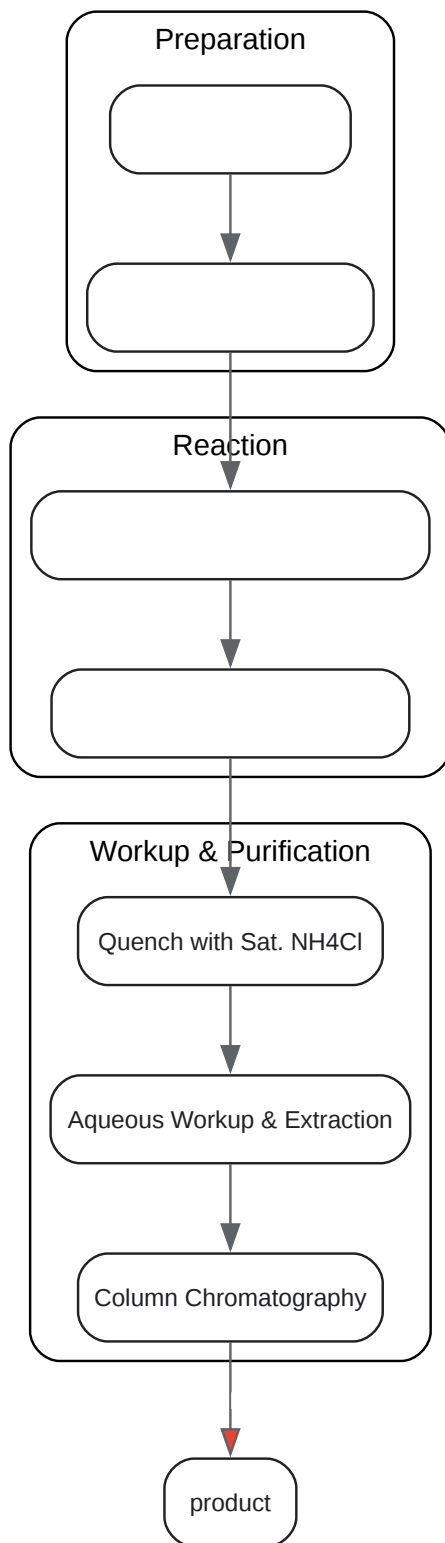 Preparation
Reaction
Workup & Purification
Quench with Sat. NH4Cl
Aqueous Workup & Extraction
Column Chromatography
product